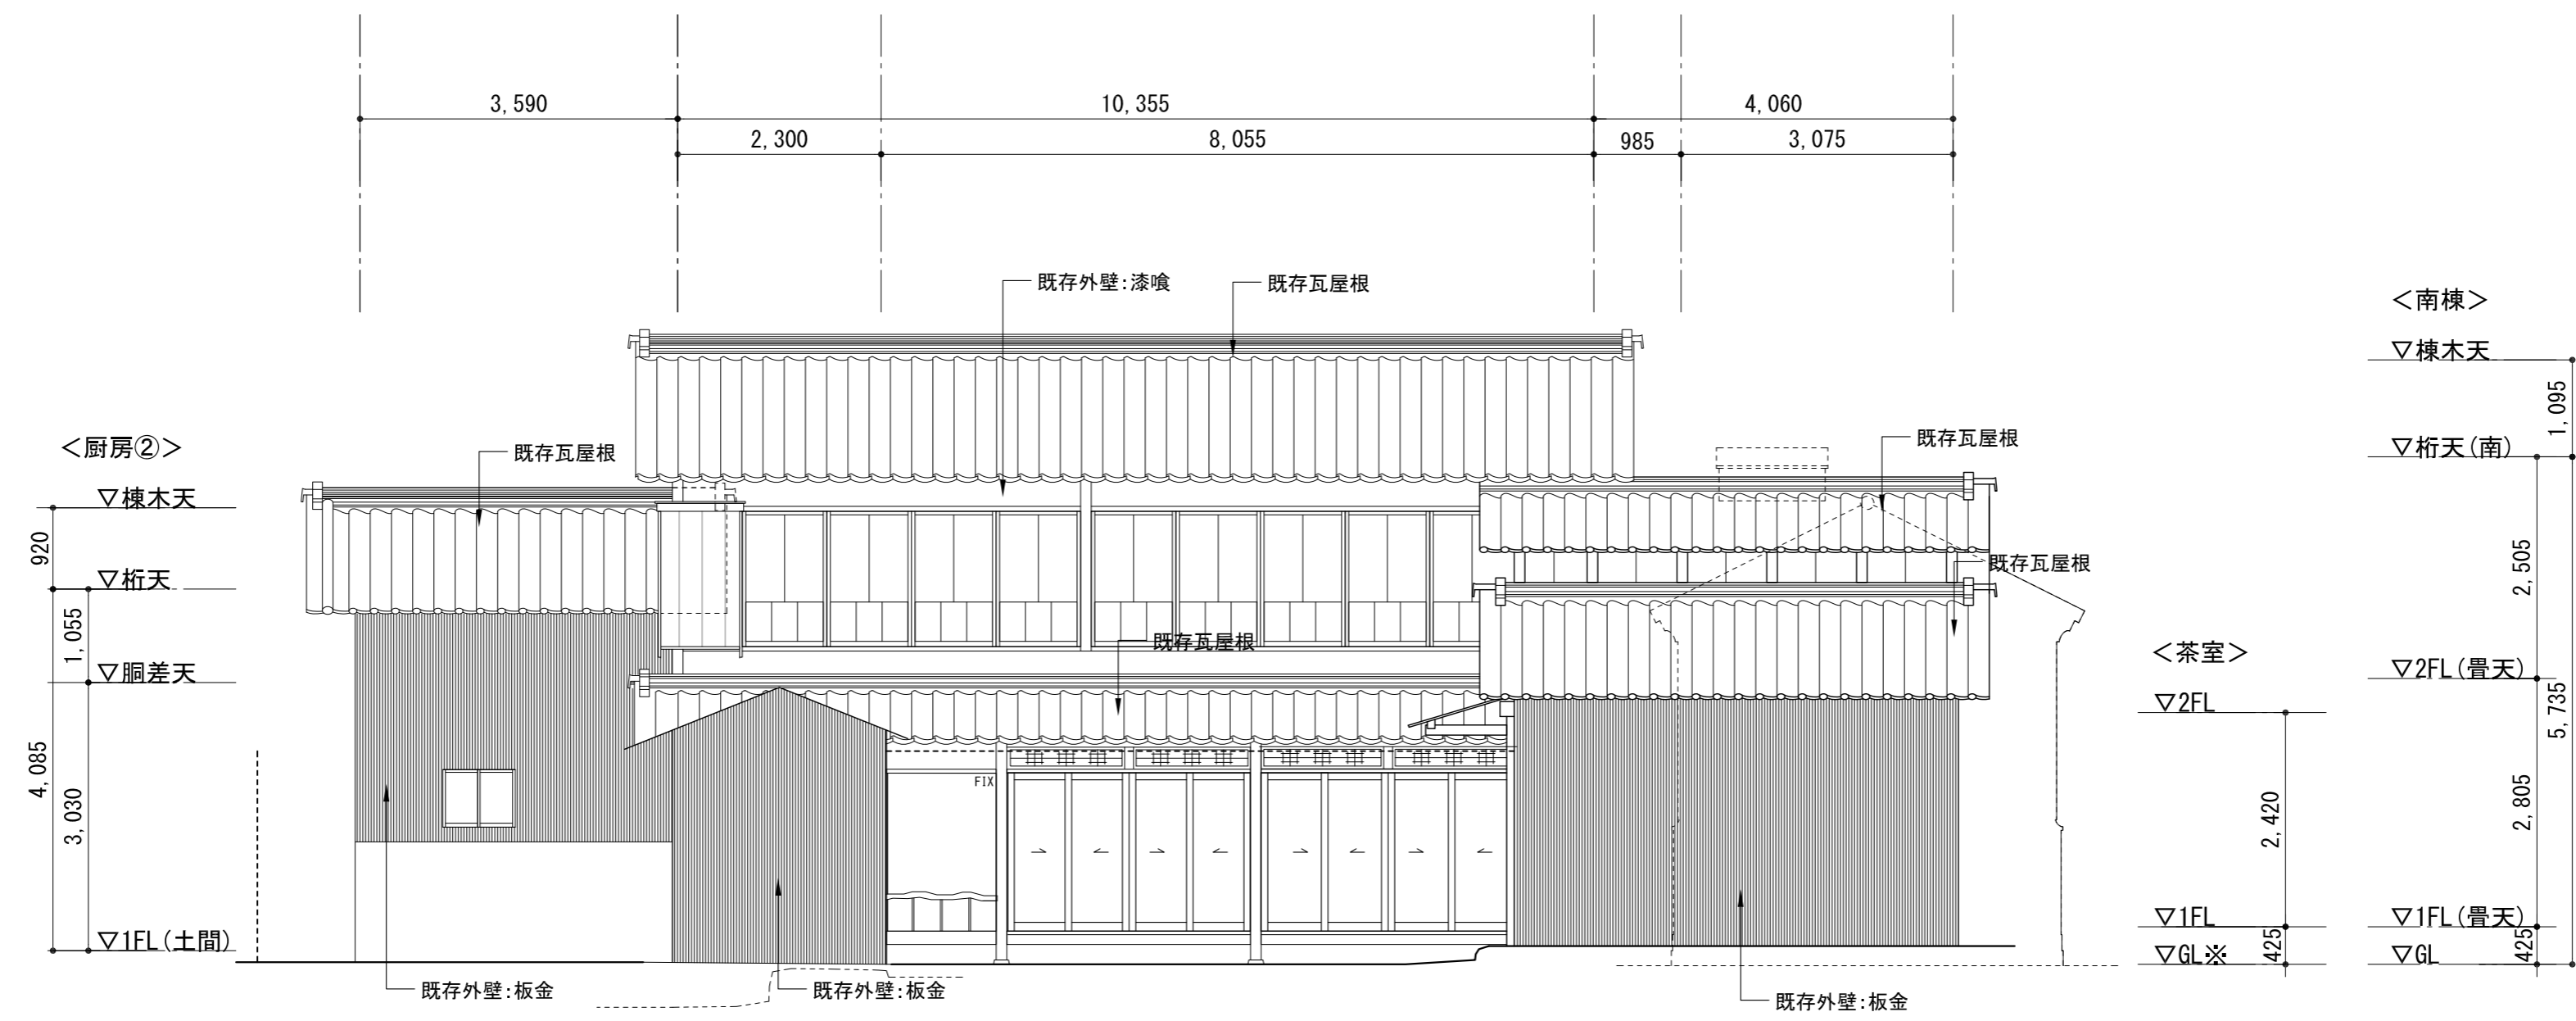 3,590
10,355
4,060
2,300
8,055
985
3,075
既存外壁:漆喰
既存瓦屋根
<南棟>
▽棟木天
1,095
▽桁天(南)
2,505
▽2FL(畳天)
5,735
2,805
▽1FL(畳天)
425
▽GL
<厨房②>
▽棟木天
920
▽桁天
1,055
▽胴差天
4,085
3,030
▽1FL(土間)
既存瓦屋根
既存瓦屋根
既存瓦屋根
既存瓦屋根
<茶室>
▽2FL
2,420
▽1FL
425
▽GL※
FIX
既存外壁:板金
既存外壁:板金
既存外壁:板金